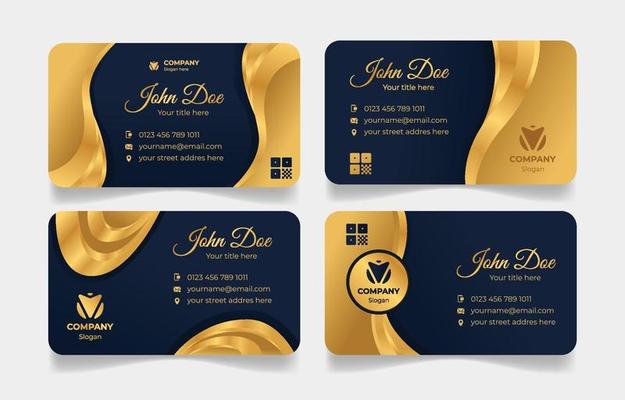 COMPANY
Slogan here
John Doe
Your title here
0123 456 789 1011
yourname@email.com
your street addres here
John Doe
Your title here
0123 456 789 1011
yourname@email.com
your street addres here
COMPANY
Slogan
John Doe
Your title here
0123 456 789 1011
yourname@email.com
your street addres here
COMPANY
Slogan
COMPANY
Slogan
John Doe
Your title here
0123 456 789 1011
yourname@email.com
your street addres here